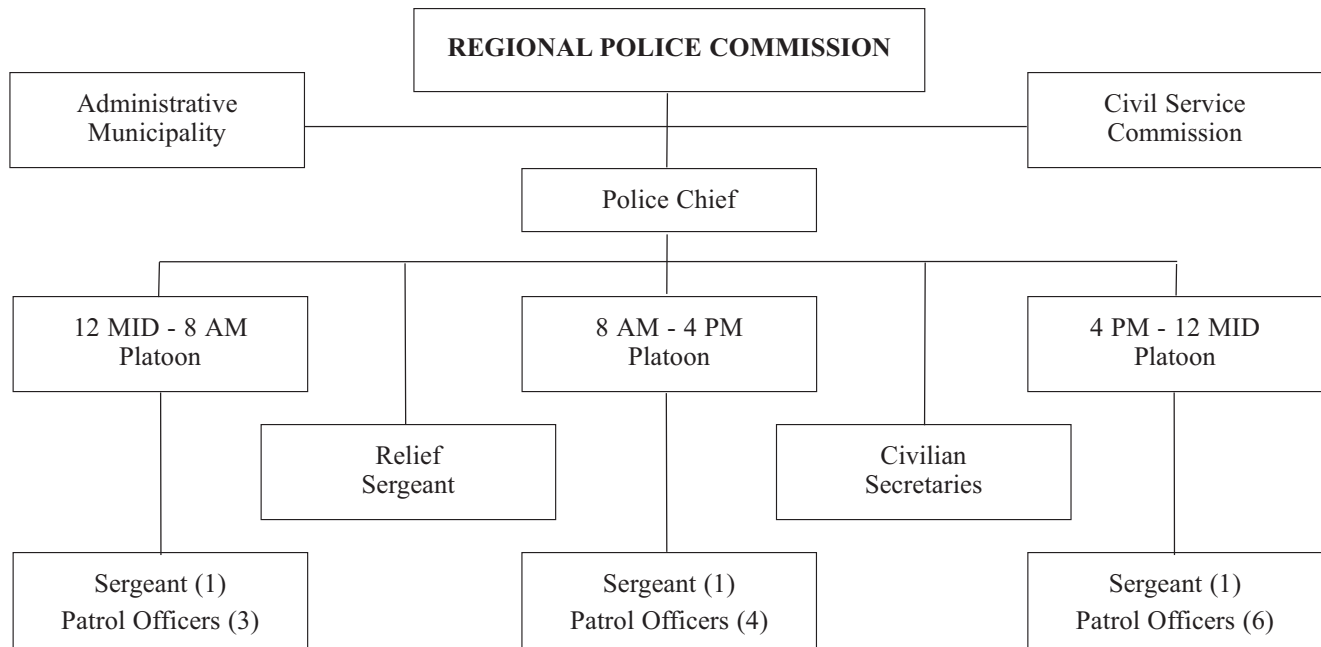 REGIONAL POLICE COMMISSION
Administrative
Municipality
Civil Service
Commission
Police Chief
12 MID - 8 AM
Platoon
8 AM - 4 PM
Platoon
4 PM - 12 MID
Platoon
Relief
Sergeant
Civilian
Secretaries
Sergeant (1)
Patrol Officers (3)
Sergeant (1)
Patrol Officers (4)
Sergeant (1)
Patrol Officers (6)